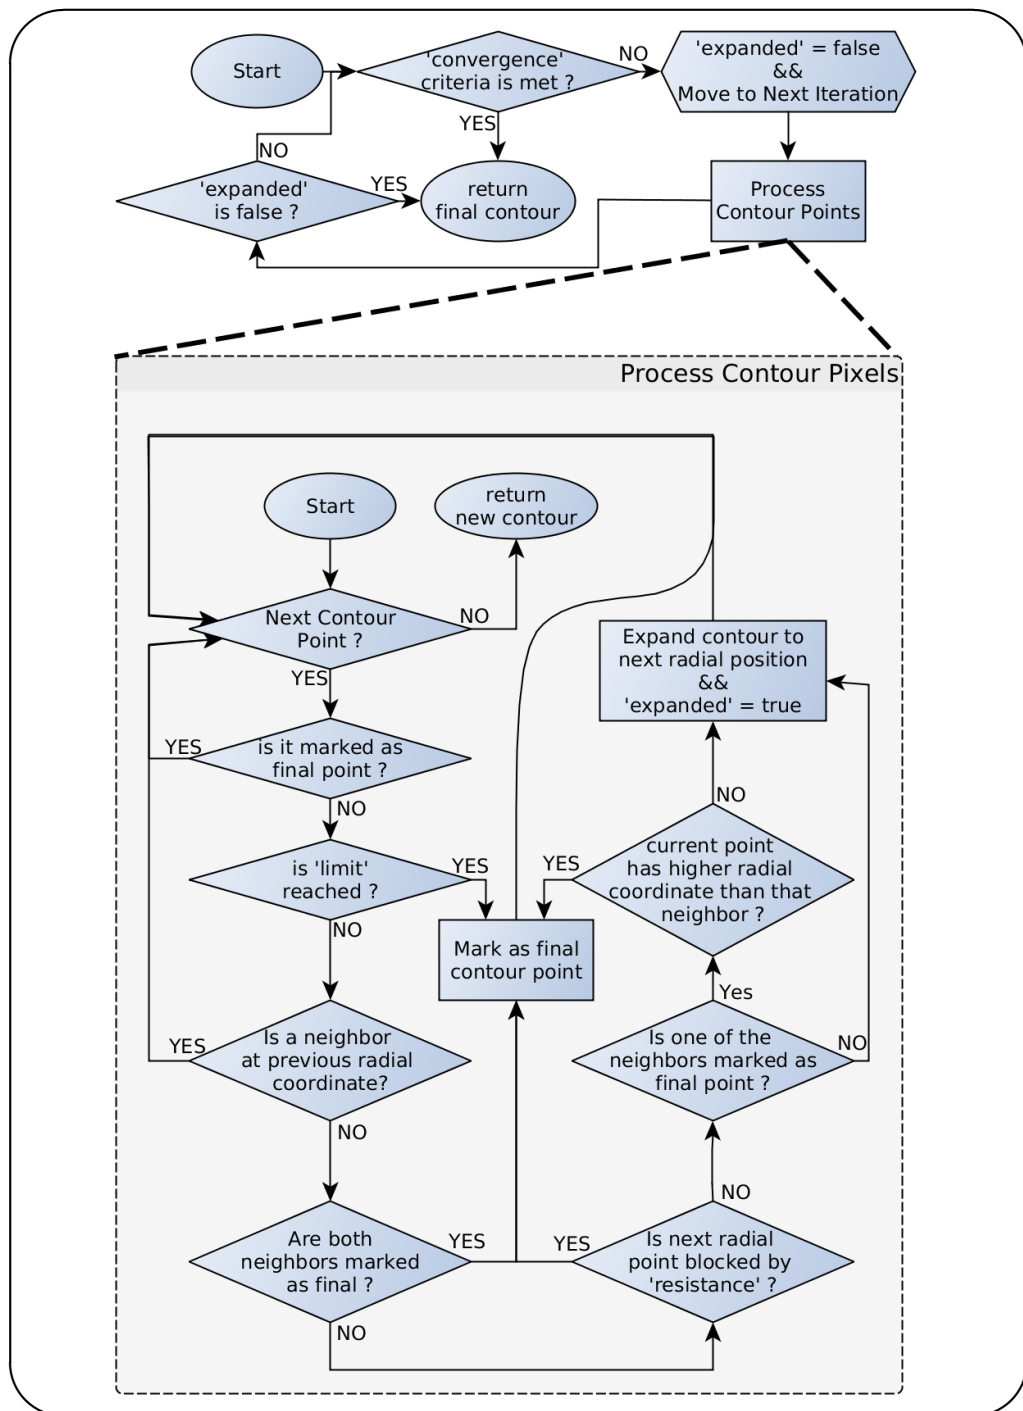 Start
'convergence'
criteria is met ?
NO
'expanded' = false
&&
Move to Next Iteration
YES
NO
'expanded'
is false ?
YES
return
final contour
Process
Contour Points
Process Contour Pixels
Start
return
new contour
Next Contour
Point ?
NO
YES
Expand contour to
next radial position
&&
'expanded' = true
YES
is it marked as
final point ?
NO
NO
is 'limit'
reached ?
YES
YES
current point
has higher radial
coordinate than that
neighbor ?
NO
Mark as final
contour point
Yes
YES
Is a neighbor
at previous radial
coordinate?
Is one of the
neighbors marked as
final point ?
NO
NO
NO
Are both
neighbors marked
as final ?
YES
YES
Is next radial
point blocked by
'resistance' ?
NO